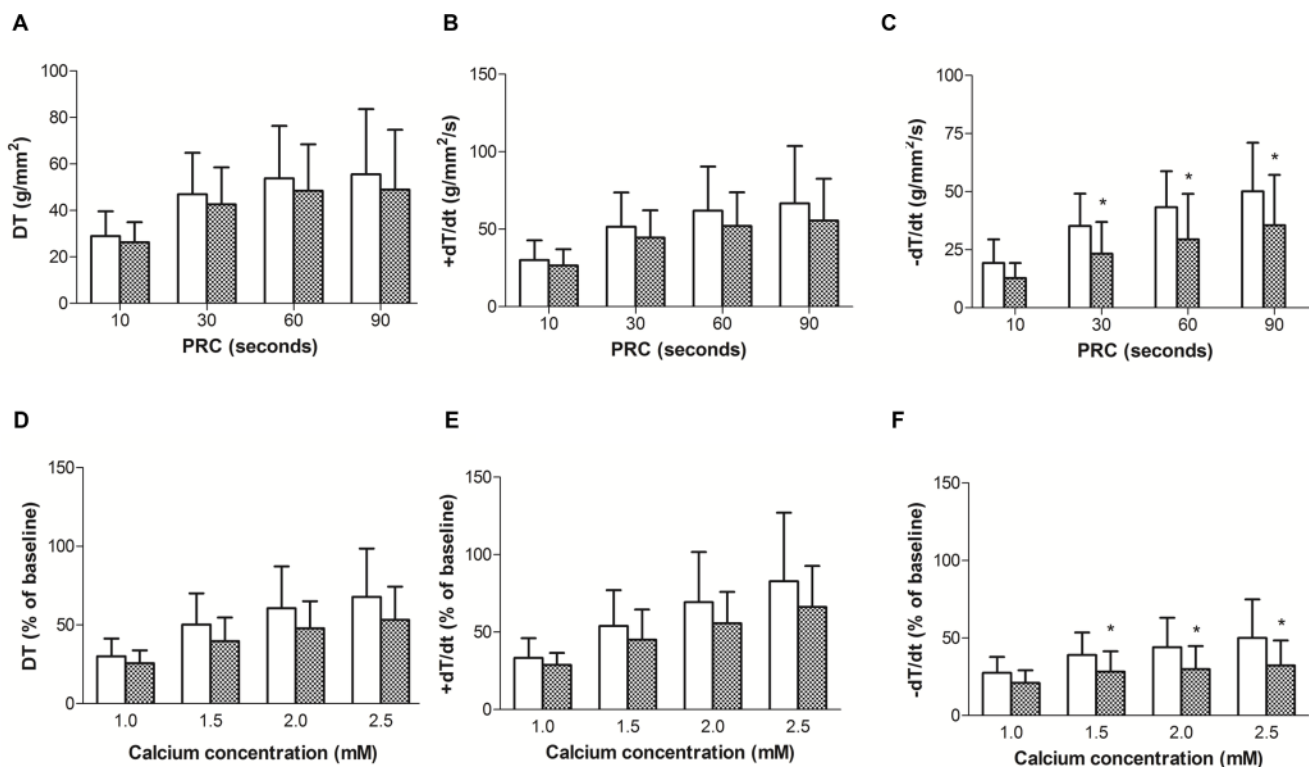 A
DT (g/mm²)
100
80
60
40
20
0
10 30 60 90
PRC (seconds)
B
+dT/dt (g/mm²/s)
150
100
50
0
10 30 60 90
PRC (seconds)
C
-dT/dt (g/mm²/s)
100
75
50
25
0
* * *
10 30 60 90
PRC (seconds)
D
DT (% of baseline)
150
100
50
0
1.0 1.5 2.0 2.5
Calcium concentration (mM)
E
+dT/dt (% of baseline)
150
100
50
0
1.0 1.5 2.0 2.5
Calcium concentration (mM)
F
-dT/dt (% of baseline)
150
100
50
0
* * *
1.0 1.5 2.0 2.5
Calcium concentration (mM)